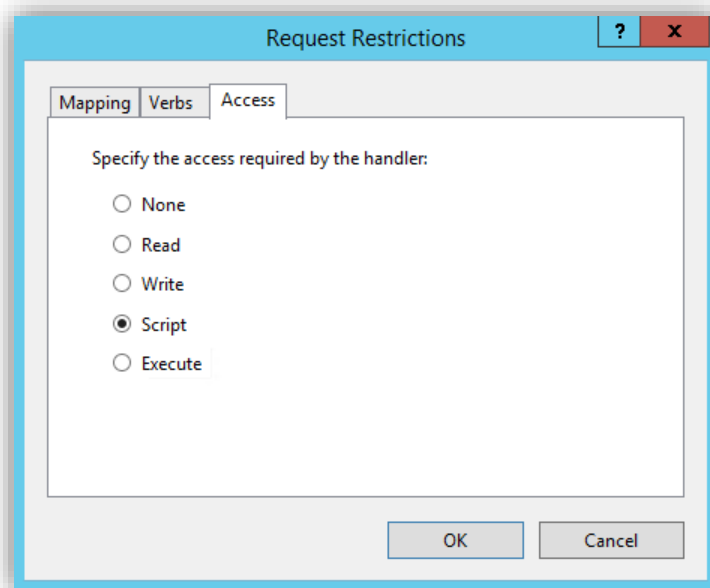 Request Restrictions
? x
Mapping Verbs Access
Specify the access required by the handler:
None
Read
Write
Script
Execute
OK Cancel